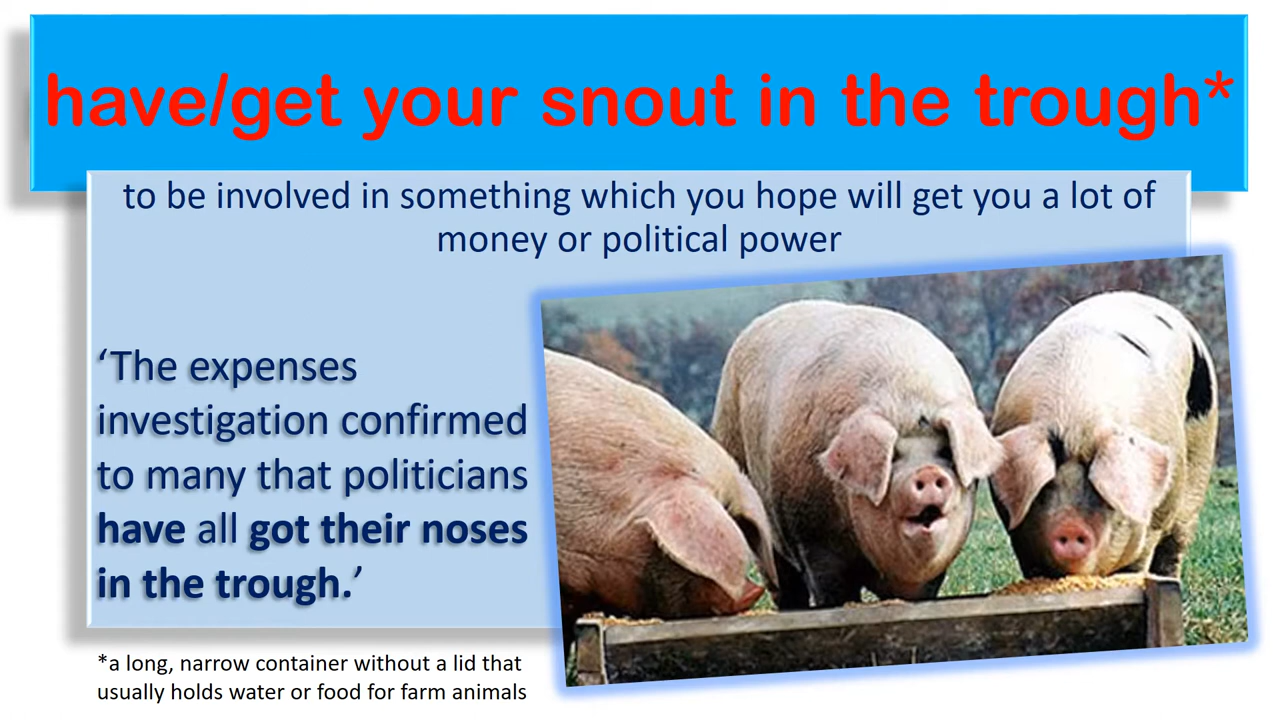 have/get your snout in the trough*
to be involved in something which you hope will get you a lot of
money or political power
‘The expenses
investigation confirmed
to many that politicians
have all got their noses
in the trough.’
*a long, narrow container without a lid that
usually holds water or food for farm animals